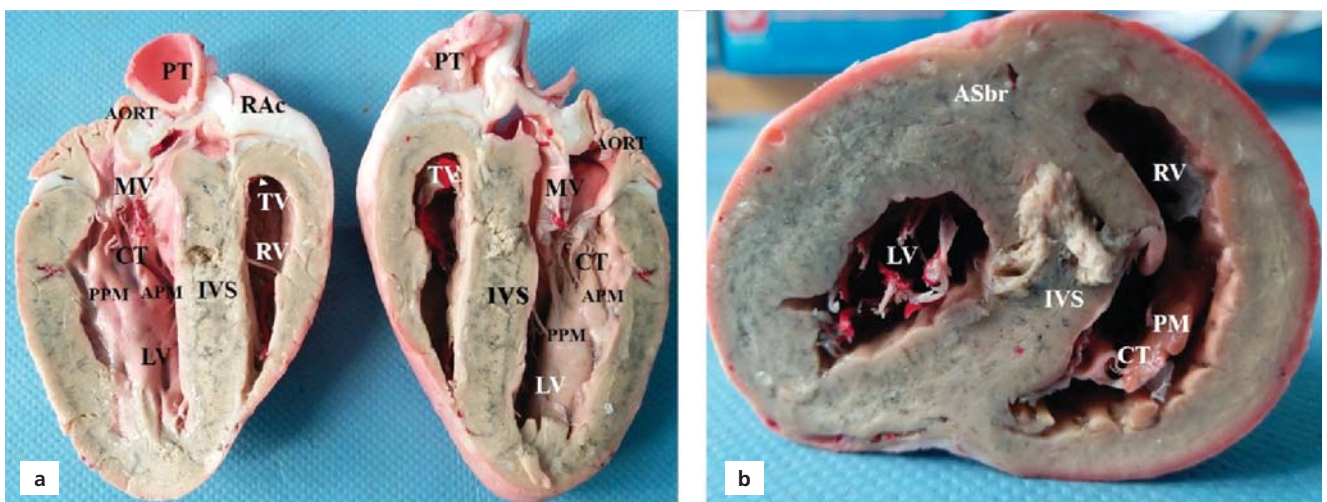 PT
RAc
AORT
MV
TV
RV
CT
PPM
APM
IVS
LV
a
PT
AORT
TV
MV
CT
IVS
APM
PPM
LV
ASbr
RV
LV
IVS
PM
CT
b